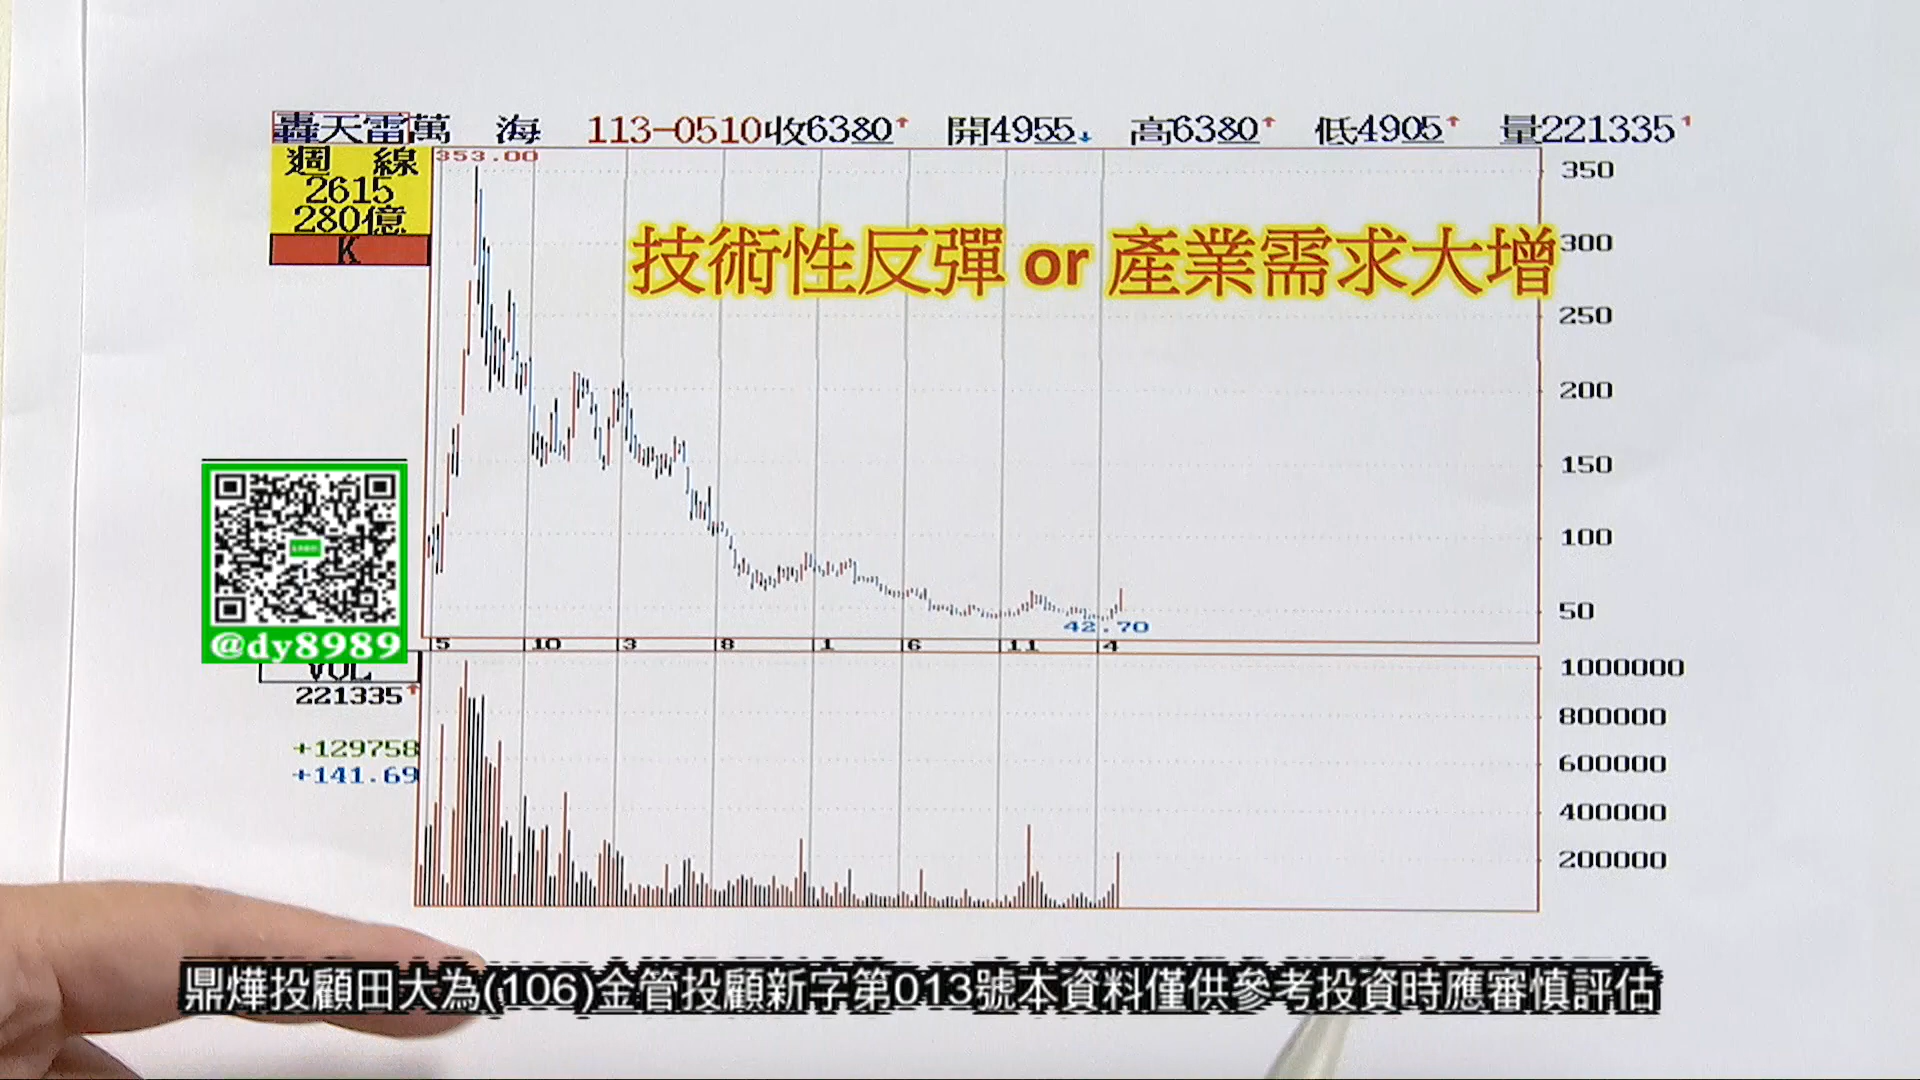 轟天雷萬 海 113-0510收6380↑ 開4955↓ 高6380↑ 低4905↑ 量221335↑
週 線
2615
280億
K
353.00
技術性反彈 or 產業需求大增
350
300
250
200
150
100
50
42.70
5 10 3 8 1 6 11 4
@dy8989
VOL
221335↑
+129758
+141.69
1000000
800000
600000
400000
200000
鼎燁投顧田大為(106)金管投顧新字第013號本資料僅供參考投資時應審慎評估